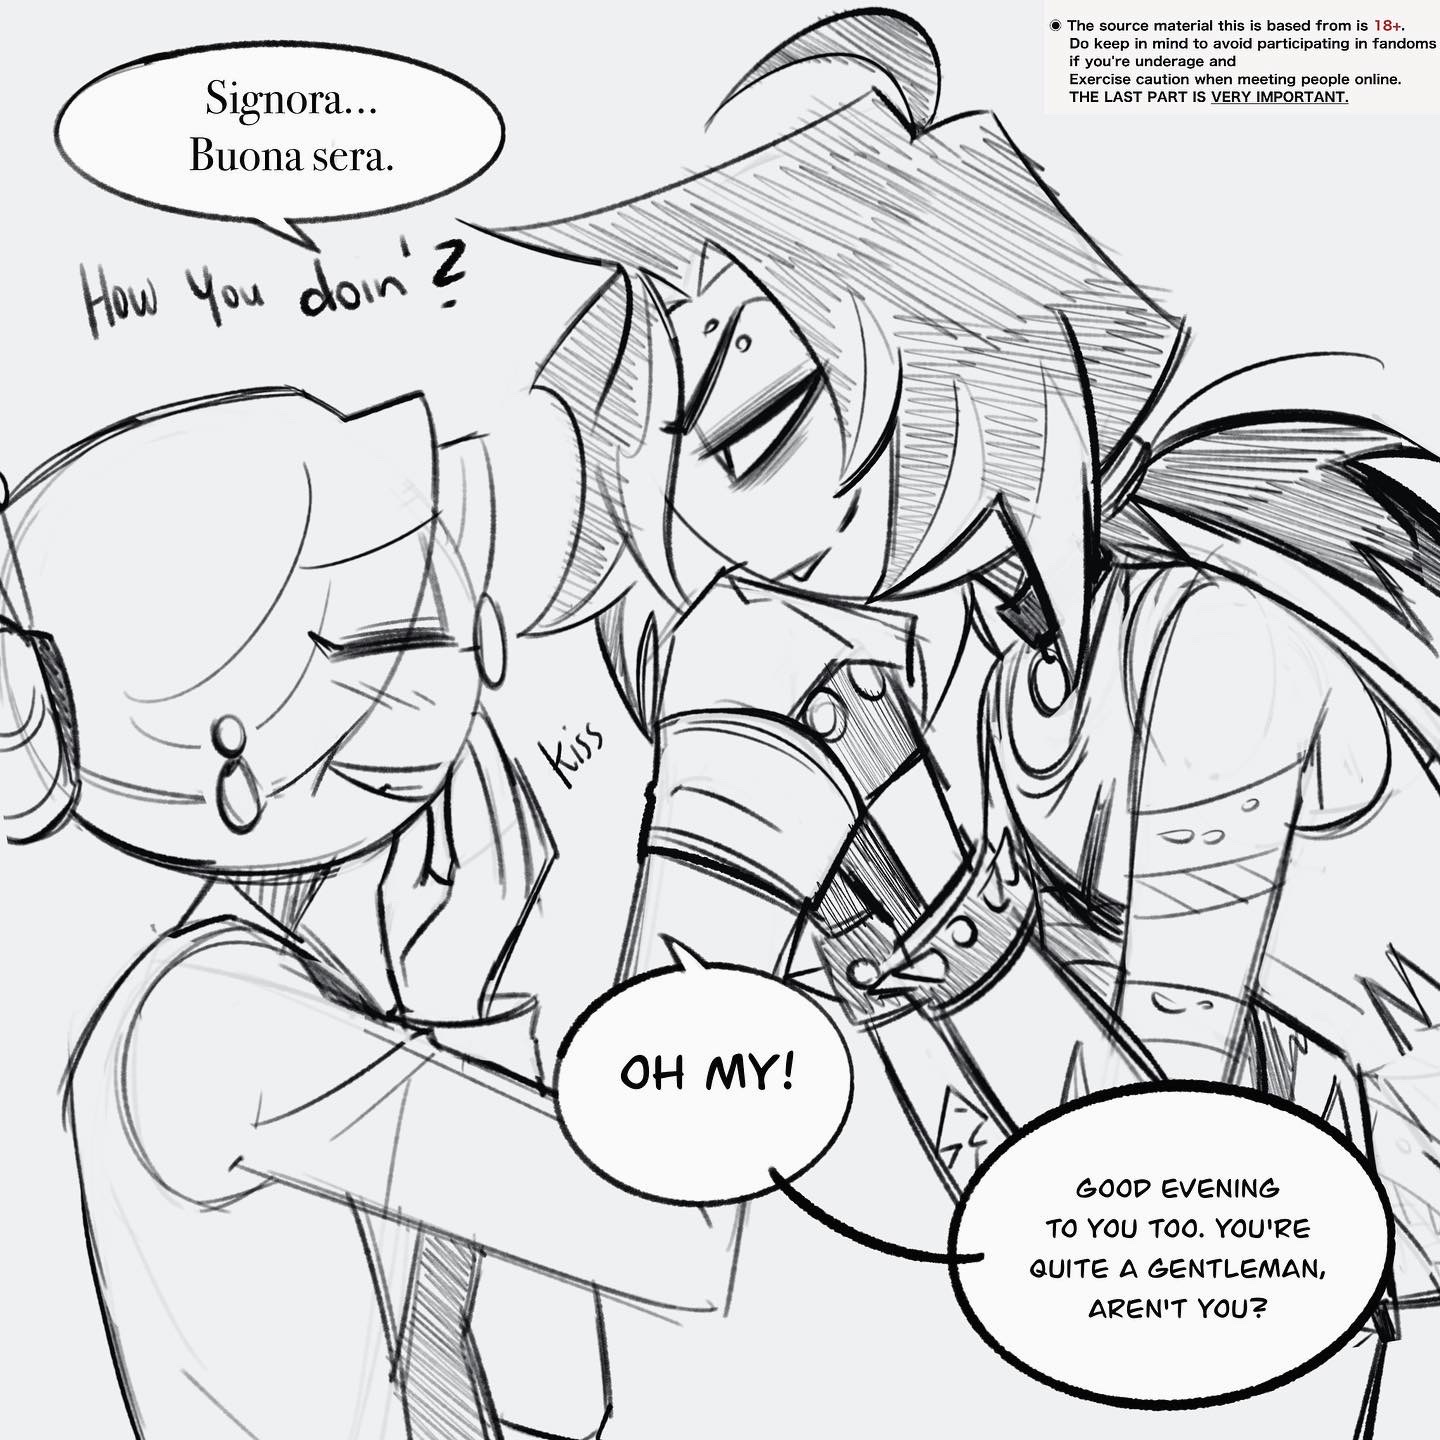 ◉ The source material this is based from is 18+.
Do keep in mind to avoid participating in fandoms
if you're underage and
Exercise caution when meeting people online.
THE LAST PART IS VERY IMPORTANT.
Signora...
Buona sera.
How you doin'?
kiss
OH MY!
GOOD EVENING
TO YOU TOO. YOU'RE
QUITE A GENTLEMAN,
AREN'T YOU?